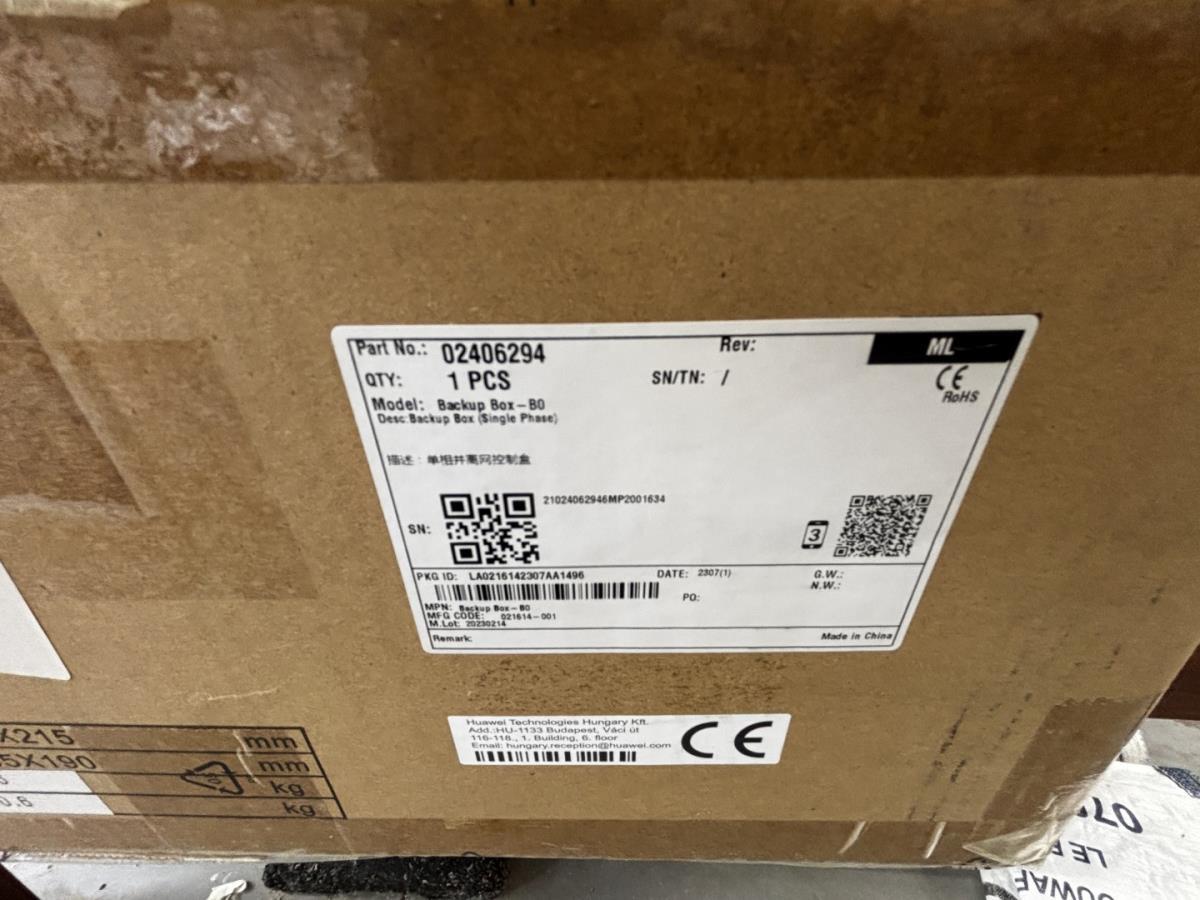 Part No.: 02406294
Rev:
ML
QTY: 1 PCS
SN/TN: /
CE
RoHS
Model: Backup Box-B0
Desc:Backup Box (Single Phase)
描述：单相并离网控制盒
21024062946MP2001634
SN:
3
PKG ID: LA0216142307AA1496
DATE: 2307(1)
G.W.:
N.W.:
PO:
MPN: Backup Box-B0
MFG CODE: 021614-001
M.Lot: 20230214
Remark:
Made in China
Huawei Technologies Hungary Kft.
Add.:HU-1133 Budapest, Váci út
116-118., 1. Building, 6. floor
Email: hungary.reception@huawei.com
CE
X215 mm
5X190 mm
kg
0,6 kg